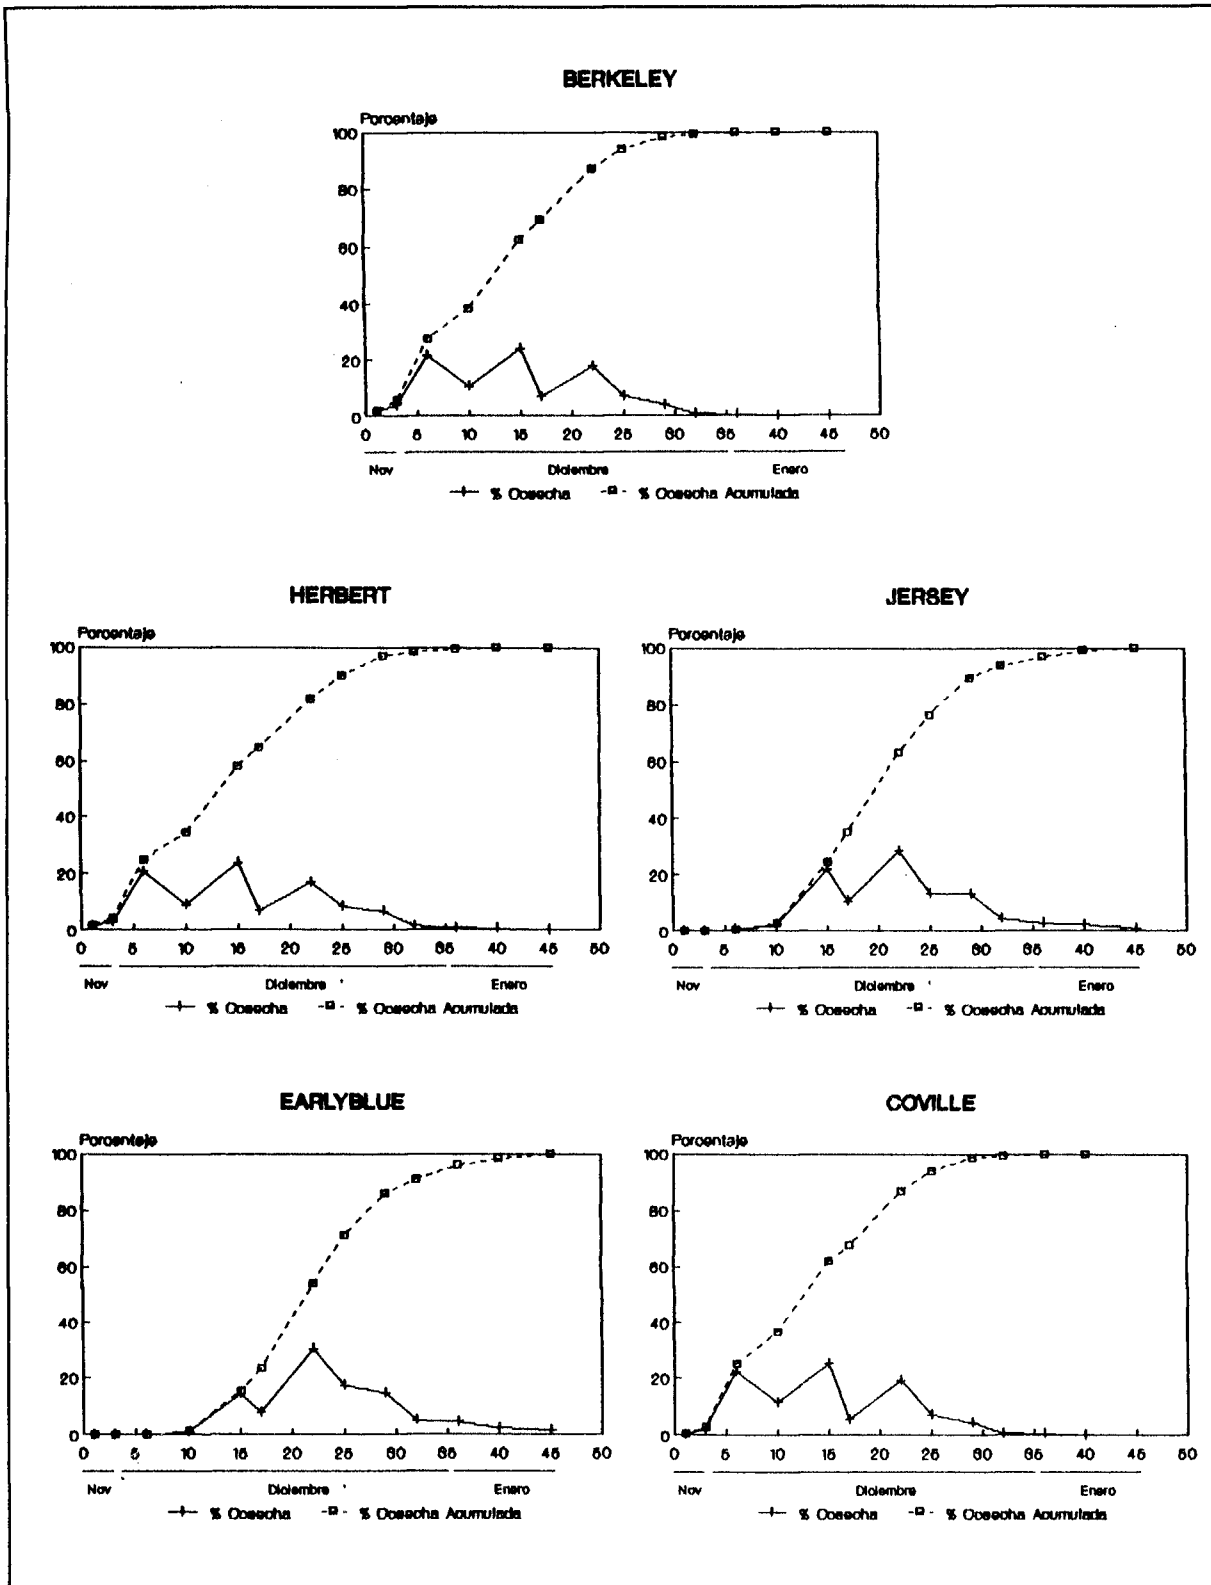 BERKELEY
Porcentaje
100
80
60
40
20
0
0 5 10 15 20 25 30 35 40 45 50
Nov Diciembre Enero
% Cosecha % Cosecha Acumulada
HERBERT
Porcentaje
100
80
60
40
20
0
0 5 10 15 20 25 30 35 40 45 50
Nov Diciembre Enero
% Cosecha % Cosecha Acumulada
JERSEY
Porcentaje
100
80
60
40
20
0
0 5 10 15 20 25 30 35 40 45 50
Nov Diciembre Enero
% Cosecha % Cosecha Acumulada
EARLYBLUE
Porcentaje
100
80
60
40
20
0
0 5 10 15 20 25 30 35 40 45 50
Nov Diciembre Enero
% Cosecha % Cosecha Acumulada
COVILLE
Porcentaje
100
80
60
40
20
0
0 5 10 15 20 25 30 35 40 45 50
Nov Diciembre Enero
% Cosecha % Cosecha Acumulada